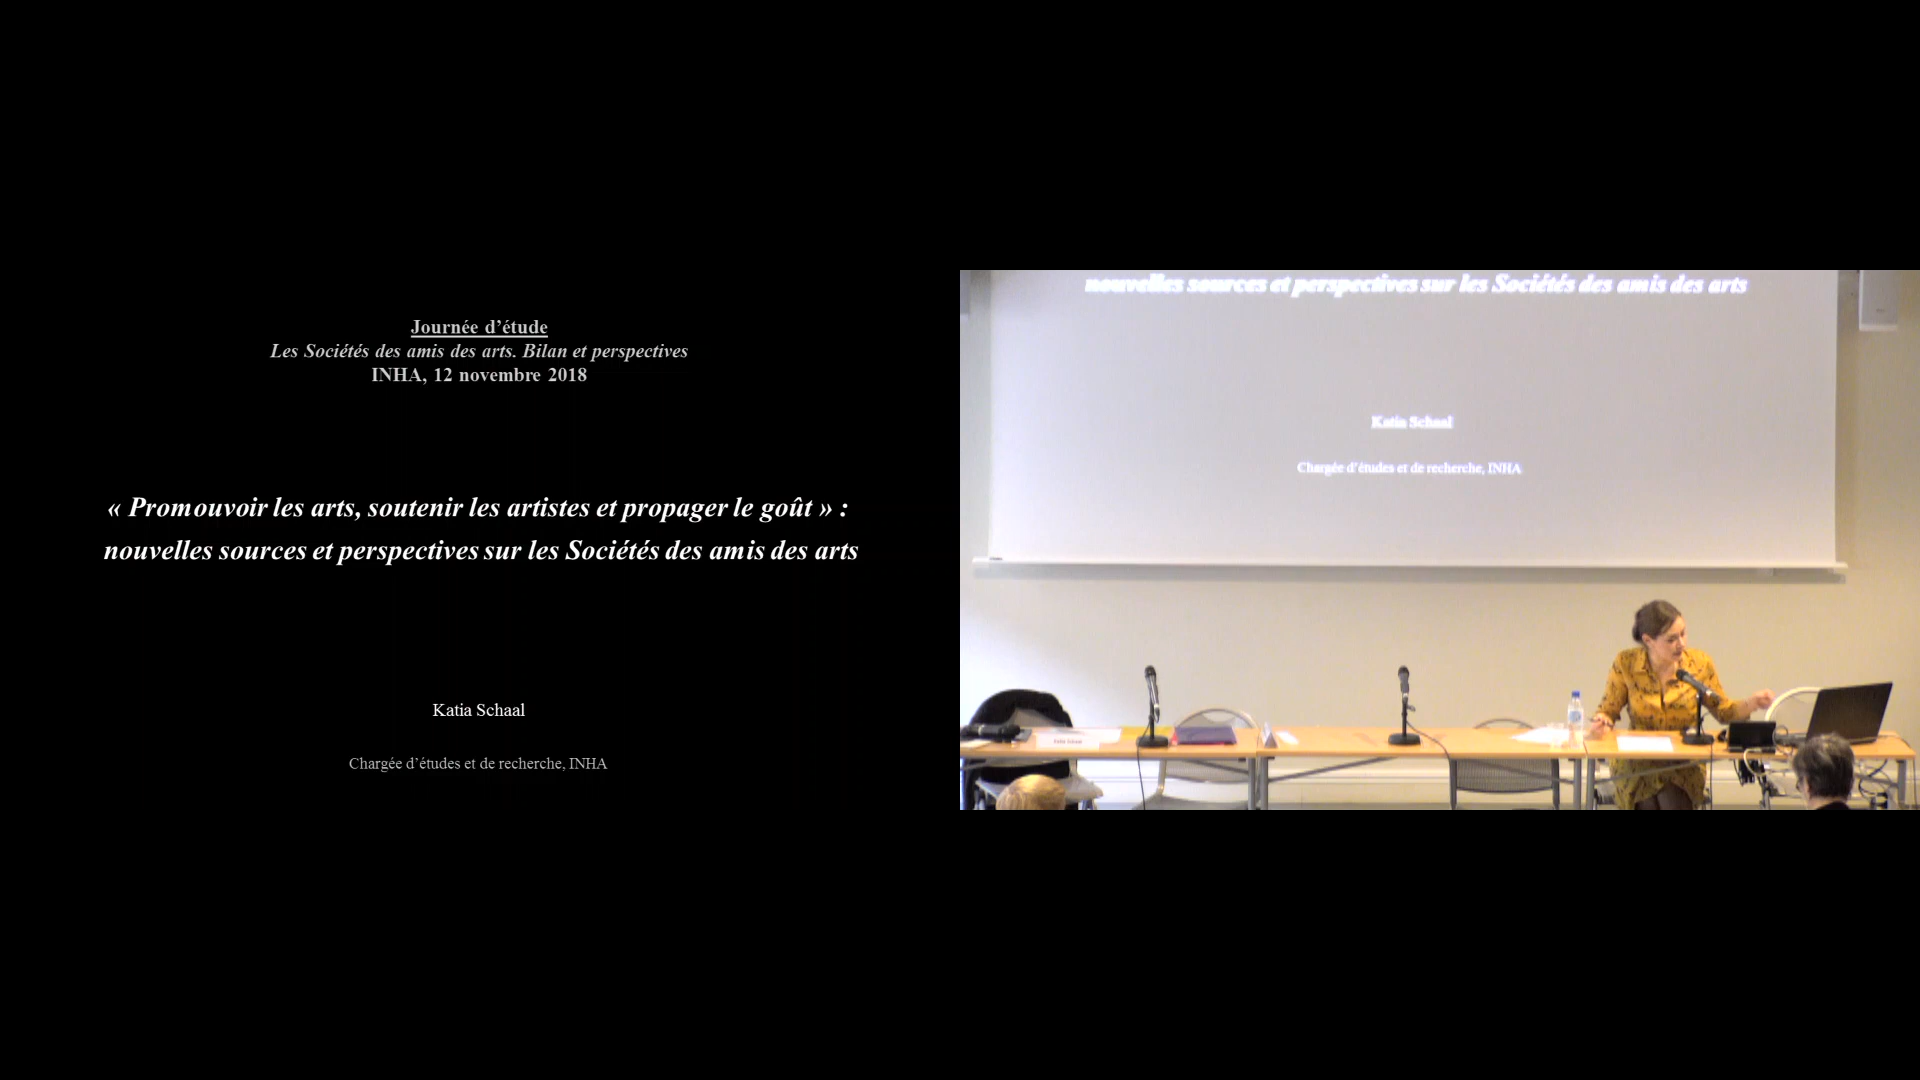 Journée d’étude
Les Sociétés des amis des arts. Bilan et perspectives
INHA, 12 novembre 2018
« Promouvoir les arts, soutenir les artistes et propager le goût » :
nouvelles sources et perspectives sur les Sociétés des amis des arts
Katia Schaal
Chargée d’études et de recherche, INHA
nouvelles sources et perspectives sur les Sociétés des amis des arts
Katia Schaal
Chargée d’études et de recherche, INHA